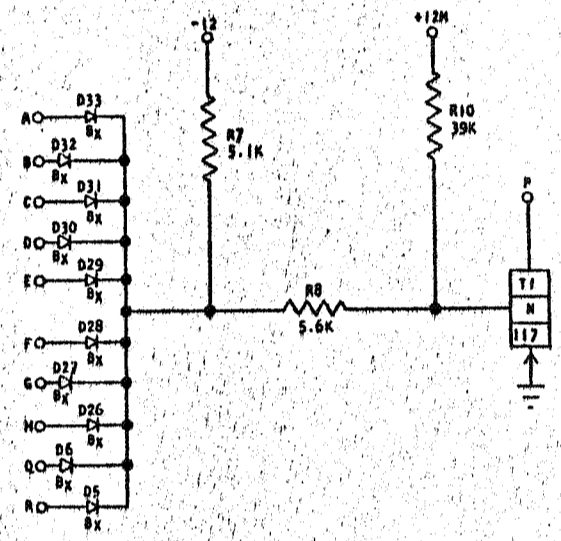 -12
+12M
R7
5.1K
R10
39K
A
D33
Bx
B
D32
Bx
C
D31
Bx
D
D30
Bx
E
D29
Bx
R8
5.6K
F
D28
Bx
G
D27
Bx
H
D26
Bx
Q
D6
Bx
R
D5
Bx
P
T1
N
117